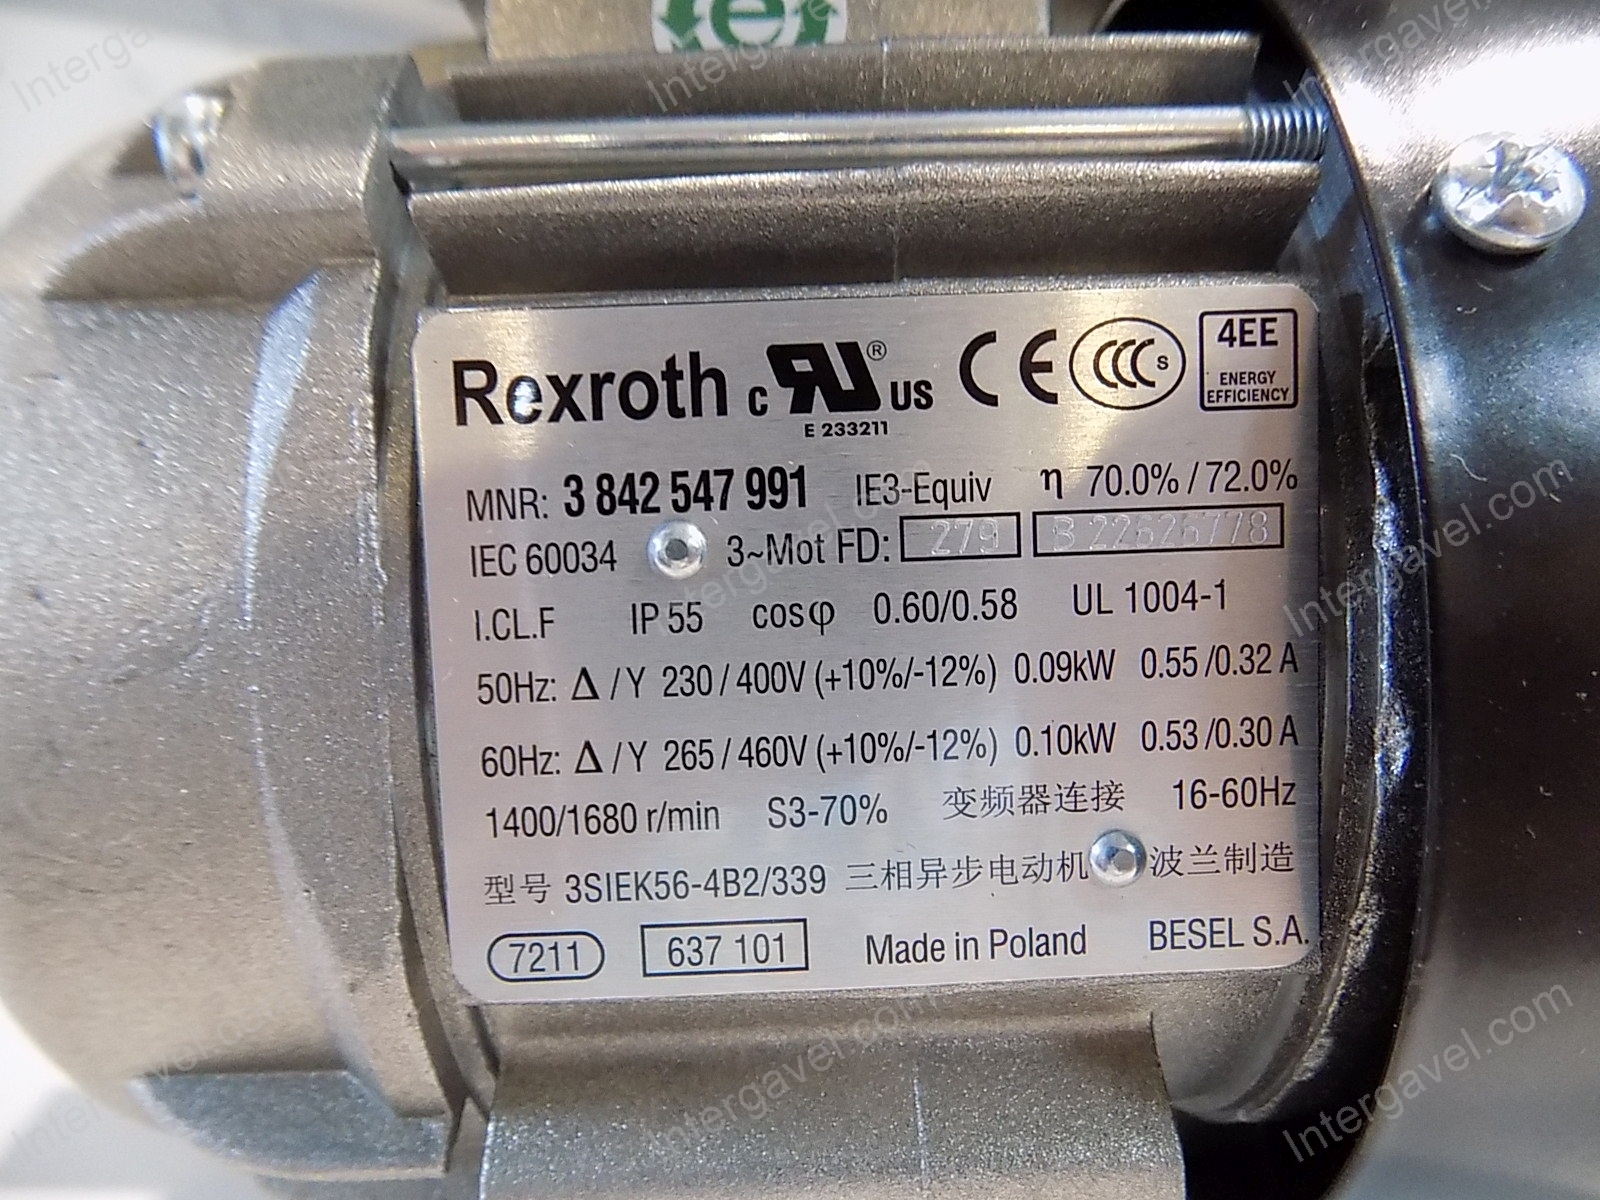 Rexroth c RU® US CE CCC S 4EE
ENERGY
EFFICIENCY
E 233211
MNR: 3 842 547 991 IE3-Equiv η 70.0% / 72.0%
IEC 60034 3~Mot FD: 279 B 22626778
I.CL.F IP 55 cosφ 0.60/0.58 UL 1004-1
50Hz: Δ / Y 230 / 400V (+10%/-12%) 0.09kW 0.55 /0.32 A
60Hz: Δ / Y 265 / 460V (+10%/-12%) 0.10kW 0.53 /0.30 A
1400/1680 r/min S3-70% 变频器连接 16-60Hz
型号 3SIEK56-4B2/339 三相异步电动机 波兰制造
7211 637 101 Made in Poland BESEL S.A.
Intergavel.com